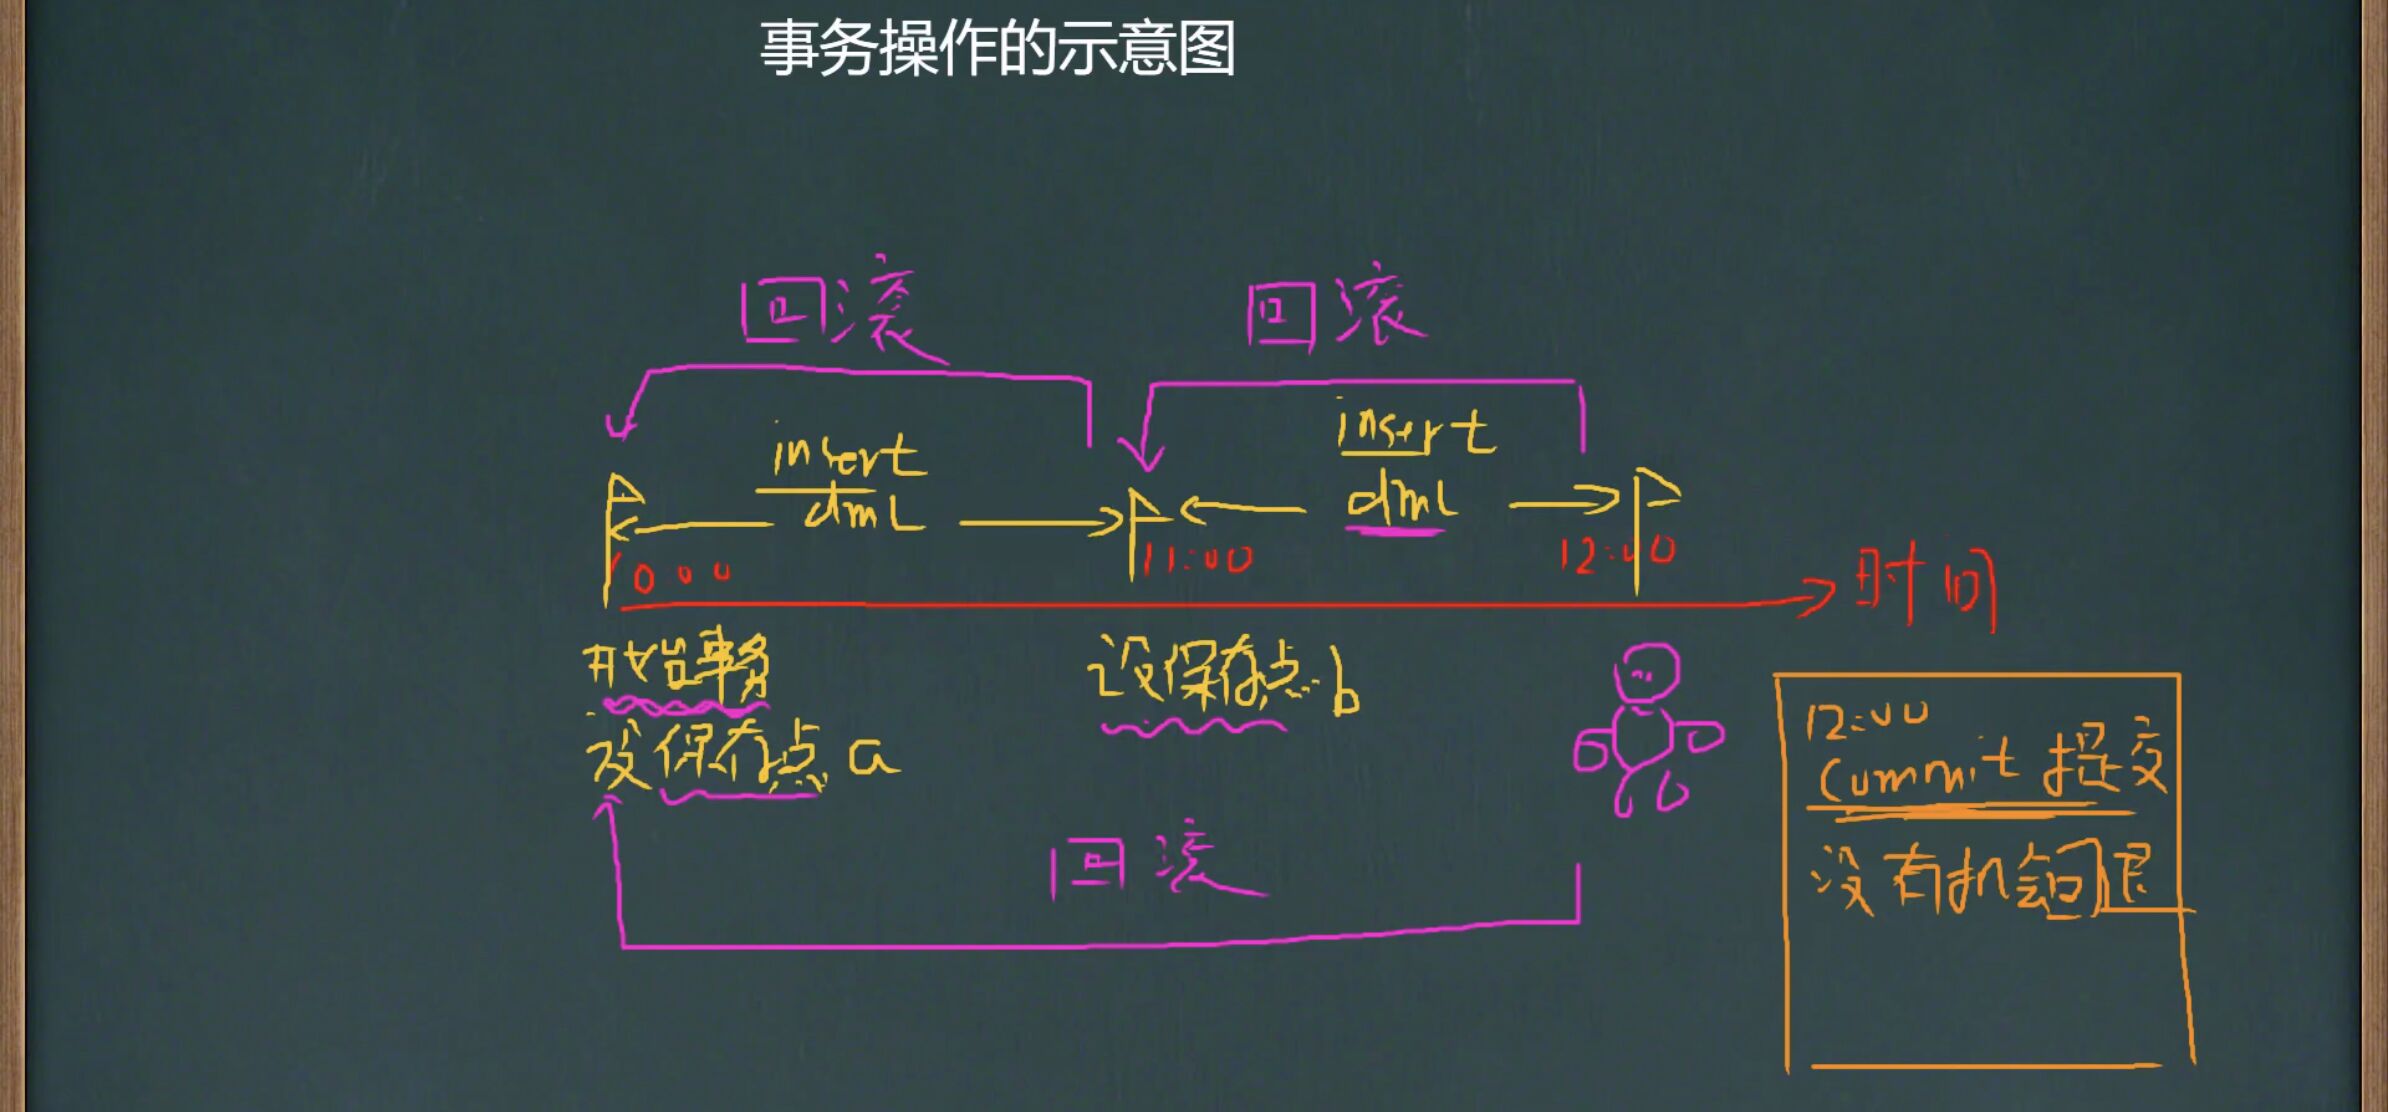 事务操作的示意图
回滚
回滚
insert
dml
insert
dml
10:00
11:00
12:00
时间
开始事务
设保存点 a
设保存点 b
回滚
12:00
Commit 提交
没有机会回退